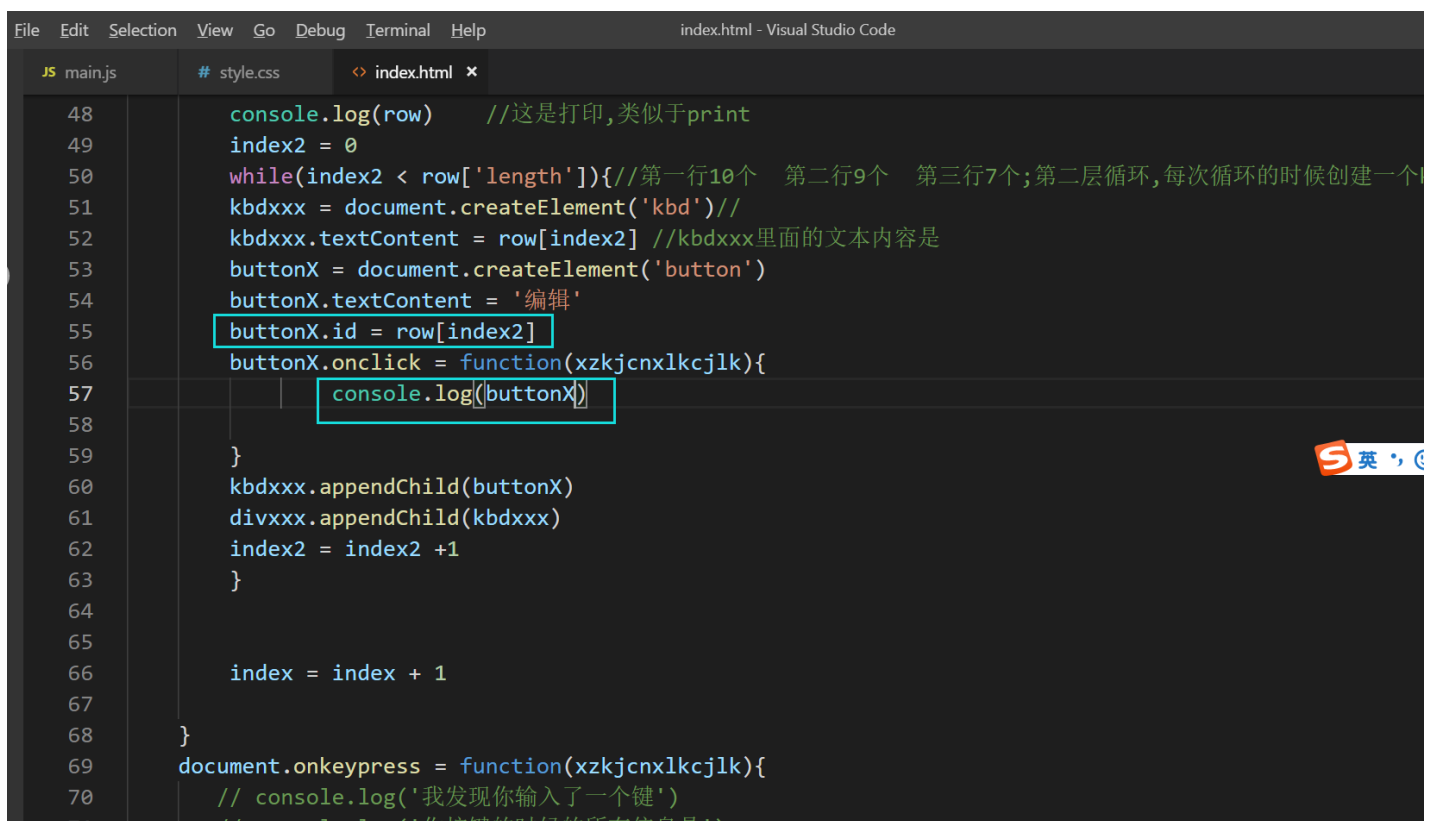 File Edit Selection View Go Debug Terminal Help index.html - Visual Studio Code
JS main.js # style.css <> index.html ×
48 console.log(row) //这是打印,类似于print
49 index2 = 0
50 while(index2 < row['length']){//第一行10个 第二行9个 第三行7个;第二层循环,每次循环的时候创建一个
51 kbdxxx = document.createElement('kbd')//
52 kbdxxx.textContent = row[index2] //kbdxxx里面的文本内容是
53 buttonX = document.createElement('button')
54 buttonX.textContent = '编辑'
55 buttonX.id = row[index2]
56 buttonX.onclick = function(xzkjcnxlkcjlk){
57 console.log(buttonX)
58
59 }
60 kbdxxx.appendChild(buttonX)
61 divxxx.appendChild(kbdxxx)
62 index2 = index2 +1
63 }
64
65
66 index = index + 1
67
68 }
69 document.onkeypress = function(xzkjcnxlkcjlk){
70 // console.log('我发现你输入了一个键')
S 英